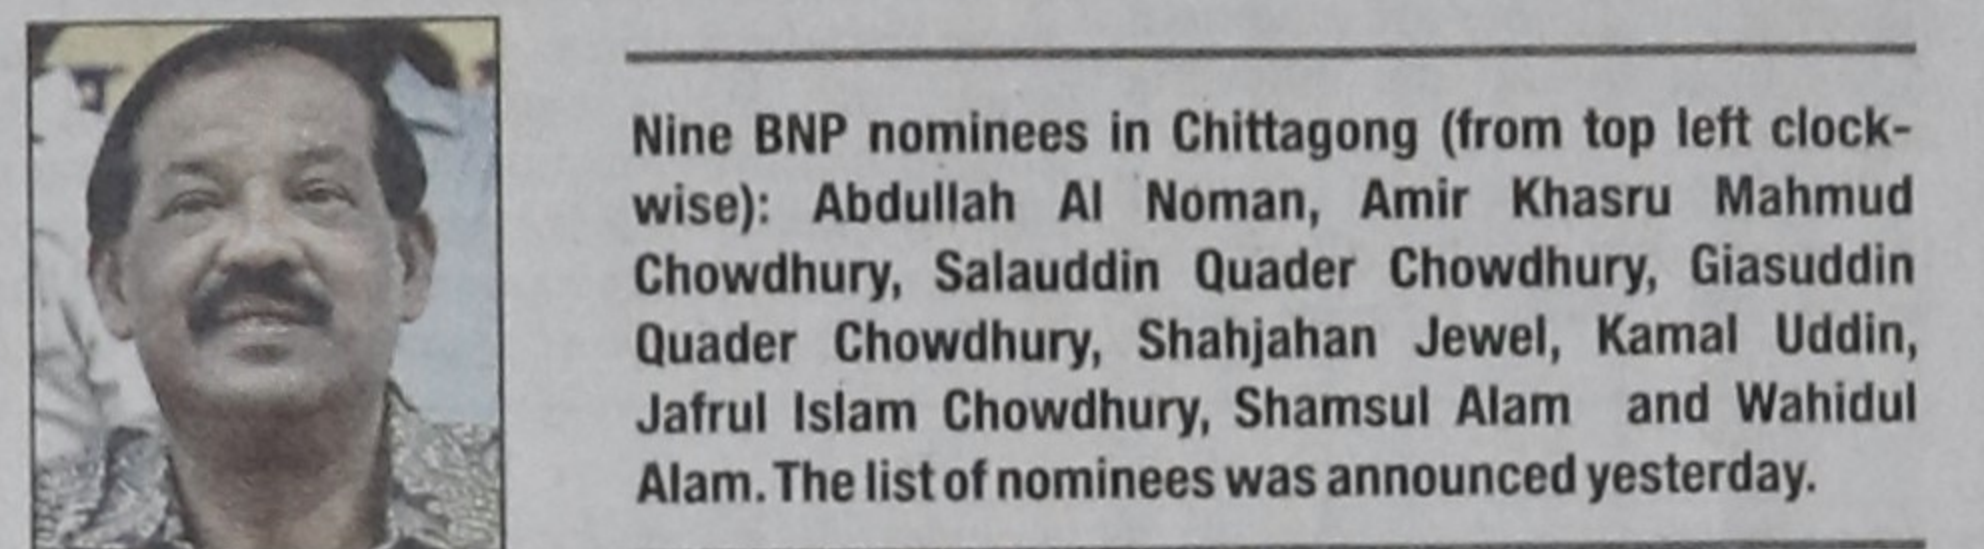 Nine BNP nominees in Chittagong (from top left clock-
wise): Abdullah Al Noman, Amir Khasru Mahmud
Chowdhury, Salauddin Quader Chowdhury, Giasuddin
Quader Chowdhury, Shahjahan Jewel, Kamal Uddin,
Jafrul Islam Chowdhury, Shamsul Alam and Wahidul
Alam. The list of nominees was announced yesterday.